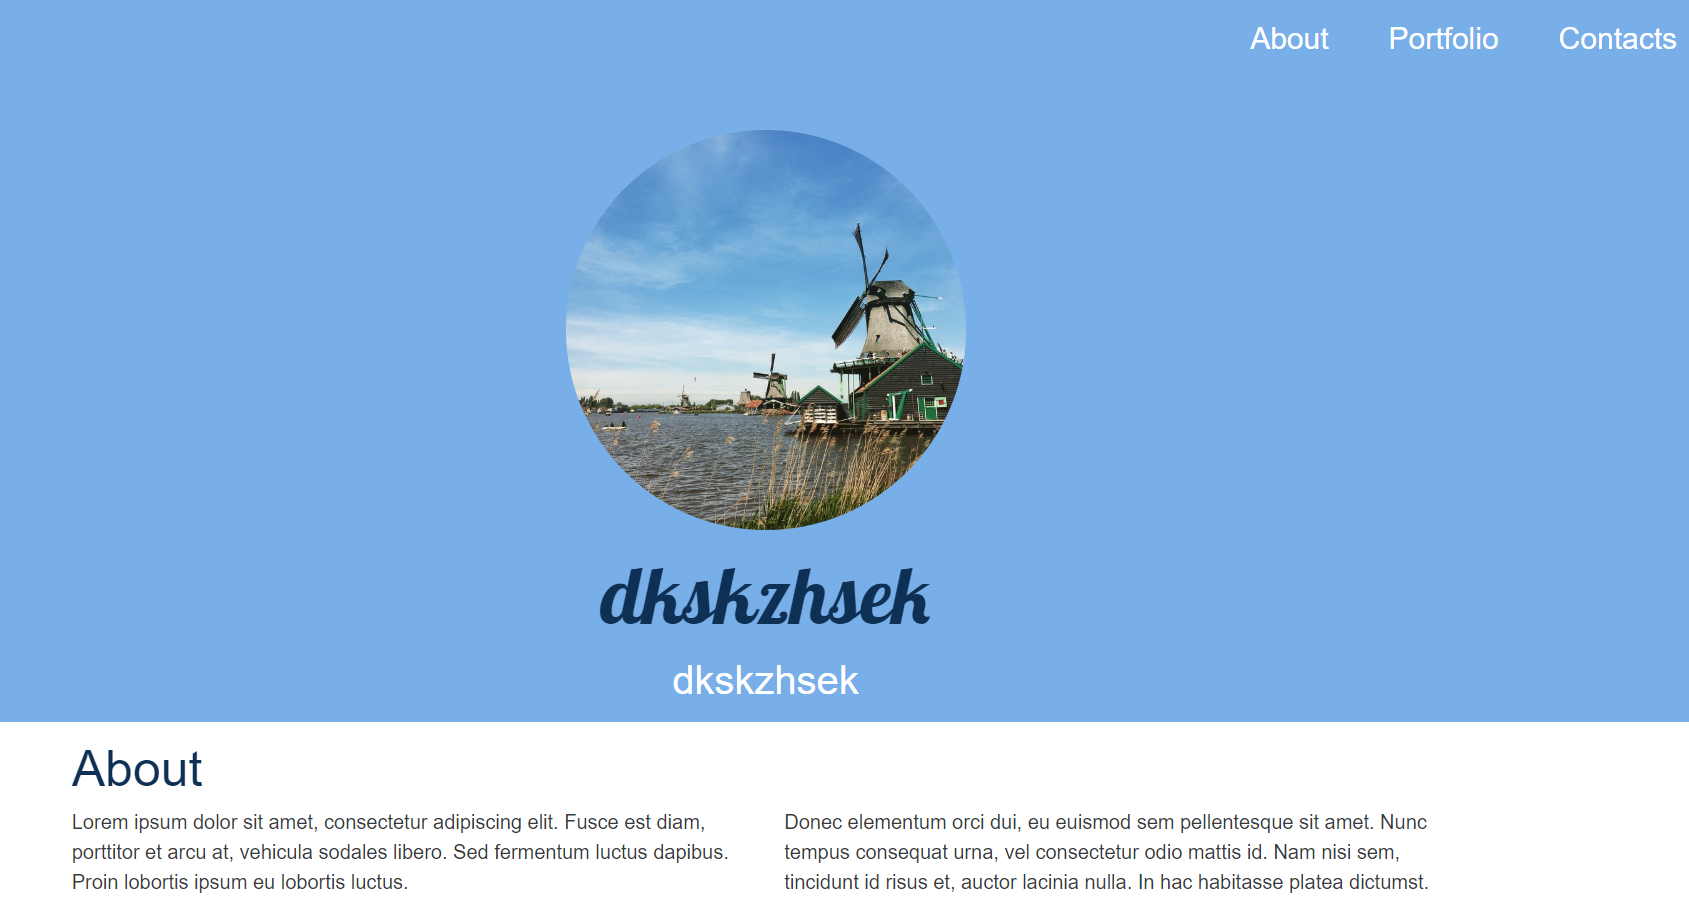 About Portfolio Contacts
dkskzhsek
dkskzhsek
About
Lorem ipsum dolor sit amet, consectetur adipiscing elit. Fusce est diam,
porttitor et arcu at, vehicula sodales libero. Sed fermentum luctus dapibus.
Proin lobortis ipsum eu lobortis luctus.
Donec elementum orci dui, eu euismod sem pellentesque sit amet. Nunc
tempus consequat urna, vel consectetur odio mattis id. Nam nisi sem,
tincidunt id risus et, auctor lacinia nulla. In hac habitasse platea dictumst.